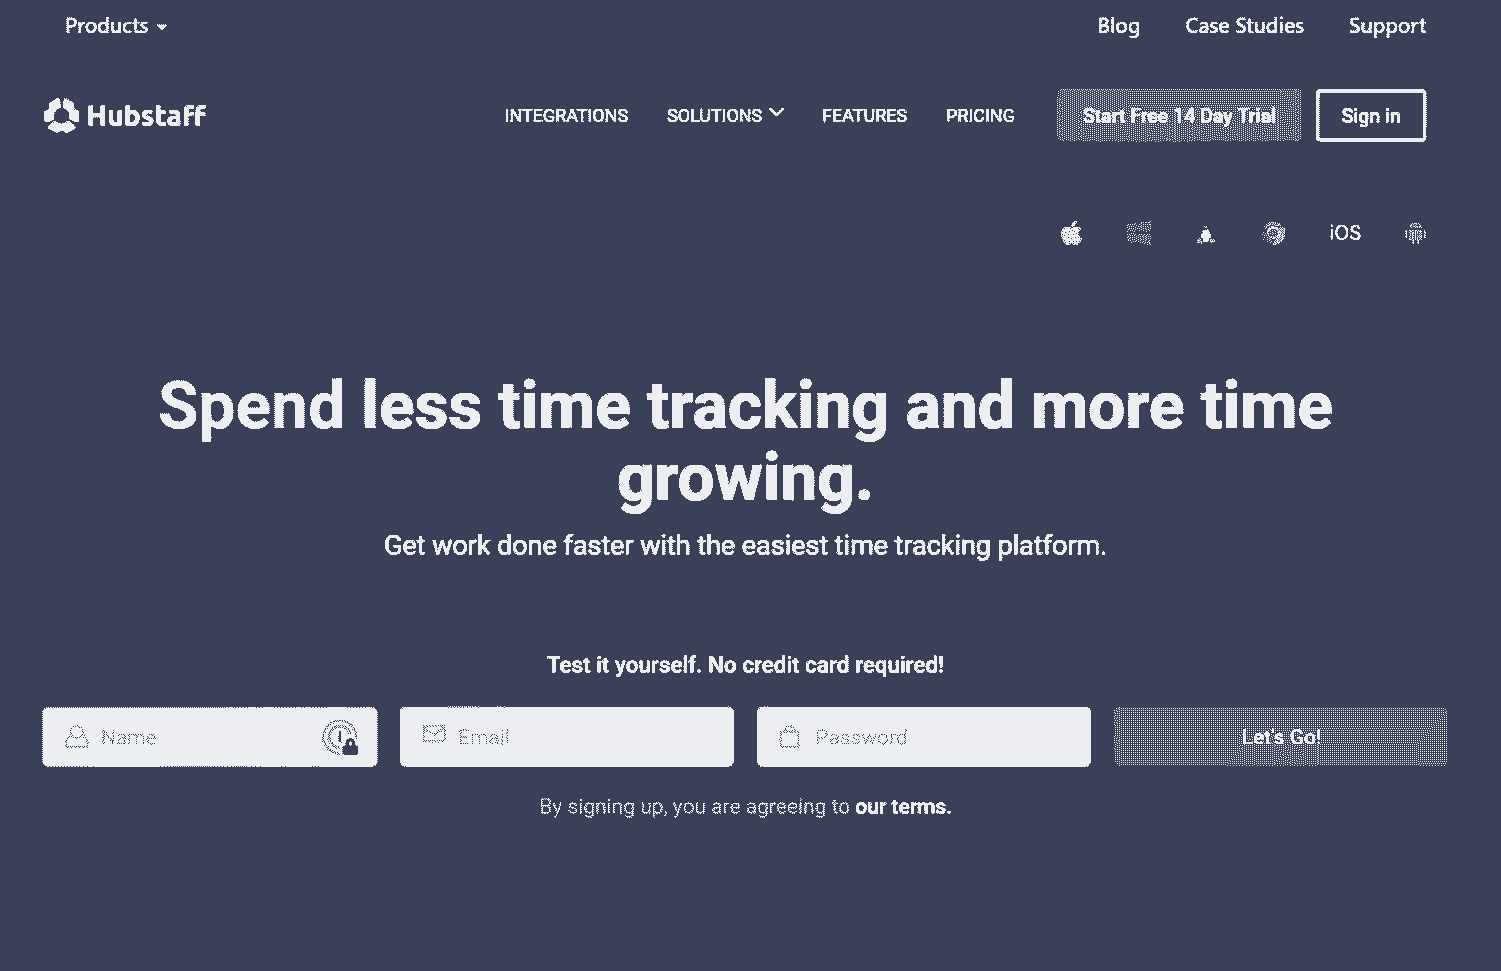 Products
Blog Case Studies Support
Hubstaff INTEGRATIONS SOLUTIONS FEATURES PRICING Start Free 14 Day Trial Sign in
iOS
Spend less time tracking and more time
growing.
Get work done faster with the easiest time tracking platform.
Test it yourself. No credit card required!
Name Email Password Let's Go!
By signing up, you are agreeing to our terms.